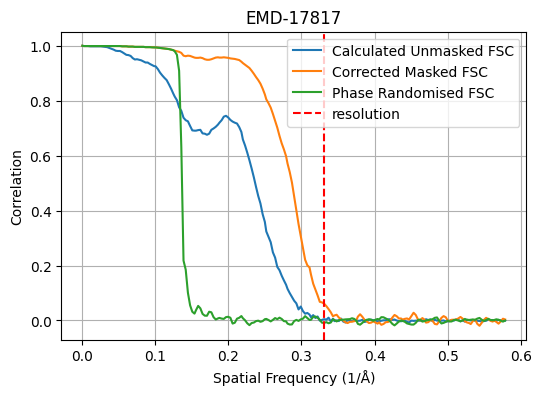 EMD-17817
Calculated Unmasked FSC
Corrected Masked FSC
Phase Randomised FSC
resolution
Correlation
1.0
0.8
0.6
0.4
0.2
0.0
0.0 0.1 0.2 0.3 0.4 0.5 0.6
Spatial Frequency (1/Å)